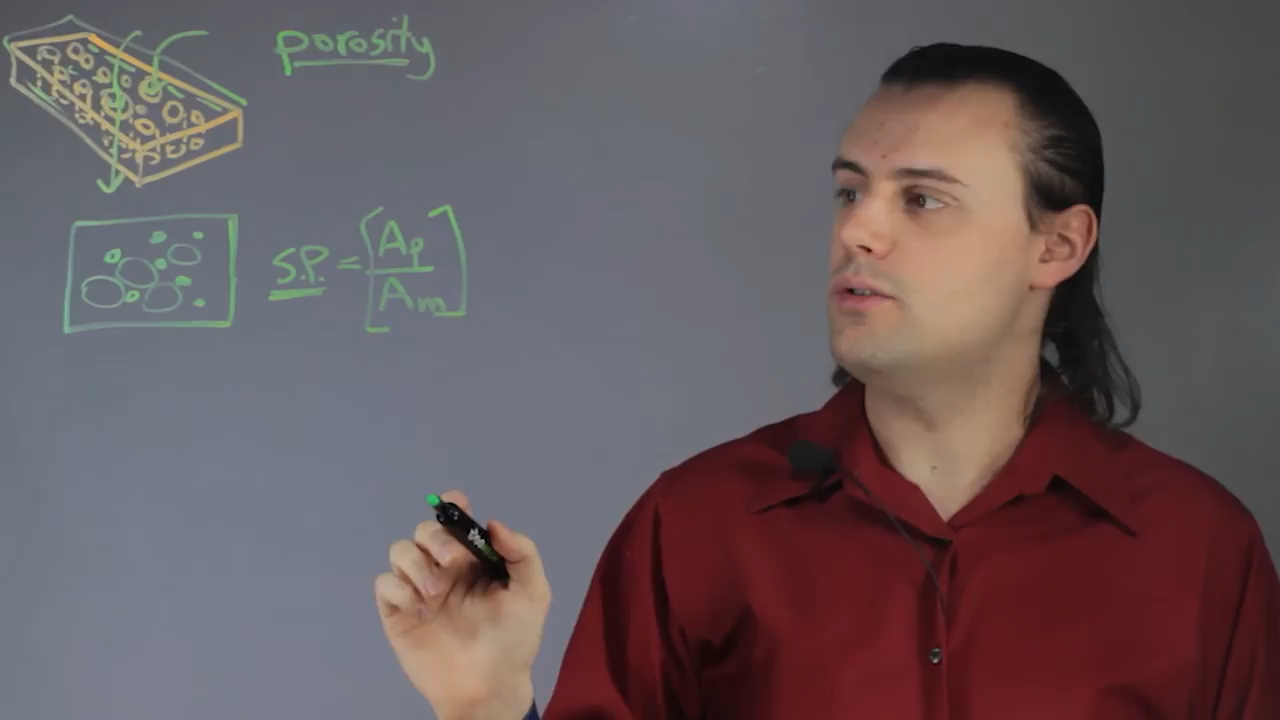 porosity
S.P. = [Ap / Am]